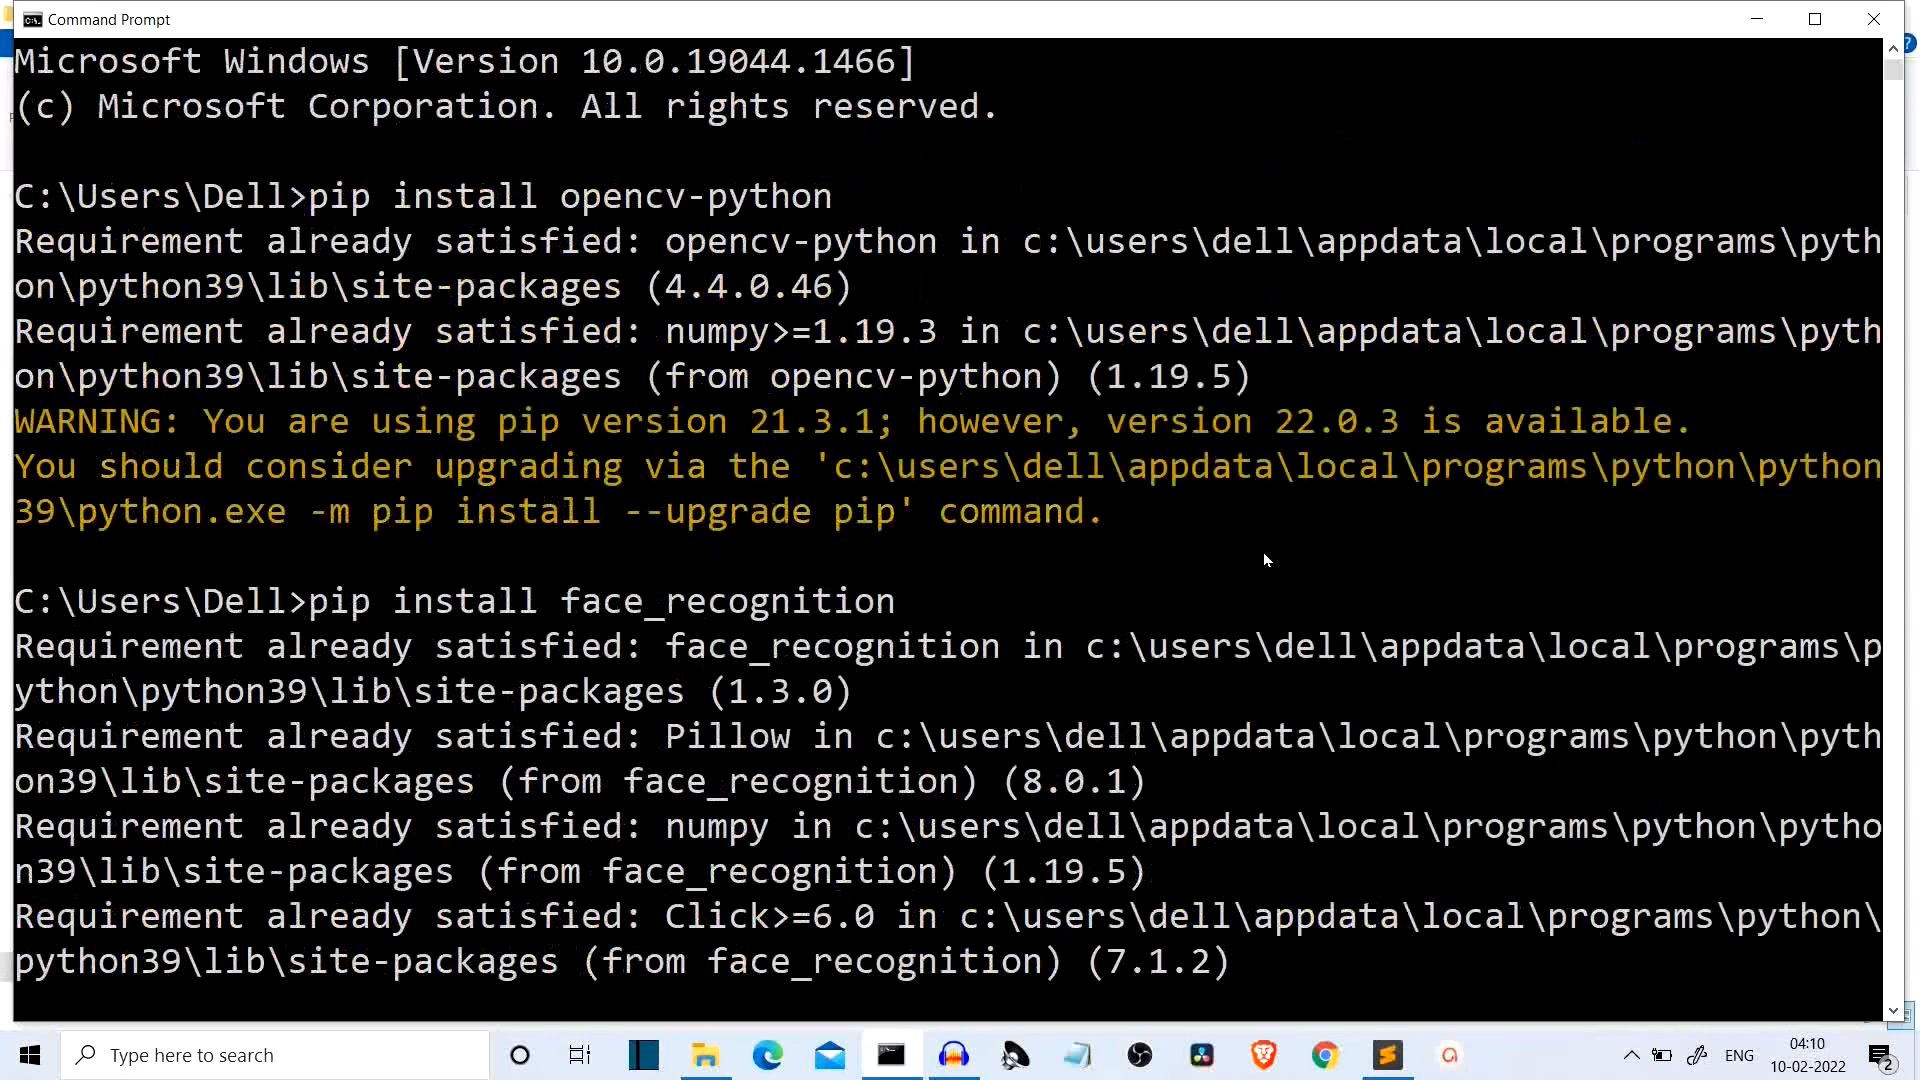 Command Prompt
Microsoft Windows [Version 10.0.19044.1466]
(c) Microsoft Corporation. All rights reserved.
C:\Users\Dell>pip install opencv-python
Requirement already satisfied: opencv-python in c:\users\dell\appdata\local\programs\pyth
on\python39\lib\site-packages (4.4.0.46)
Requirement already satisfied: numpy>=1.19.3 in c:\users\dell\appdata\local\programs\pyth
on\python39\lib\site-packages (from opencv-python) (1.19.5)
WARNING: You are using pip version 21.3.1; however, version 22.0.3 is available.
You should consider upgrading via the 'c:\users\dell\appdata\local\programs\python\python
39\python.exe -m pip install --upgrade pip' command.
C:\Users\Dell>pip install face_recognition
Requirement already satisfied: face_recognition in c:\users\dell\appdata\local\programs\p
ython\python39\lib\site-packages (1.3.0)
Requirement already satisfied: Pillow in c:\users\dell\appdata\local\programs\python\pyth
on39\lib\site-packages (from face_recognition) (8.0.1)
Requirement already satisfied: numpy in c:\users\dell\appdata\local\programs\python\pytho
n39\lib\site-packages (from face_recognition) (1.19.5)
Requirement already satisfied: Click>=6.0 in c:\users\dell\appdata\local\programs\python\
python39\lib\site-packages (from face_recognition) (7.1.2)
Type here to search
ENG
04:10
10-02-2022
2